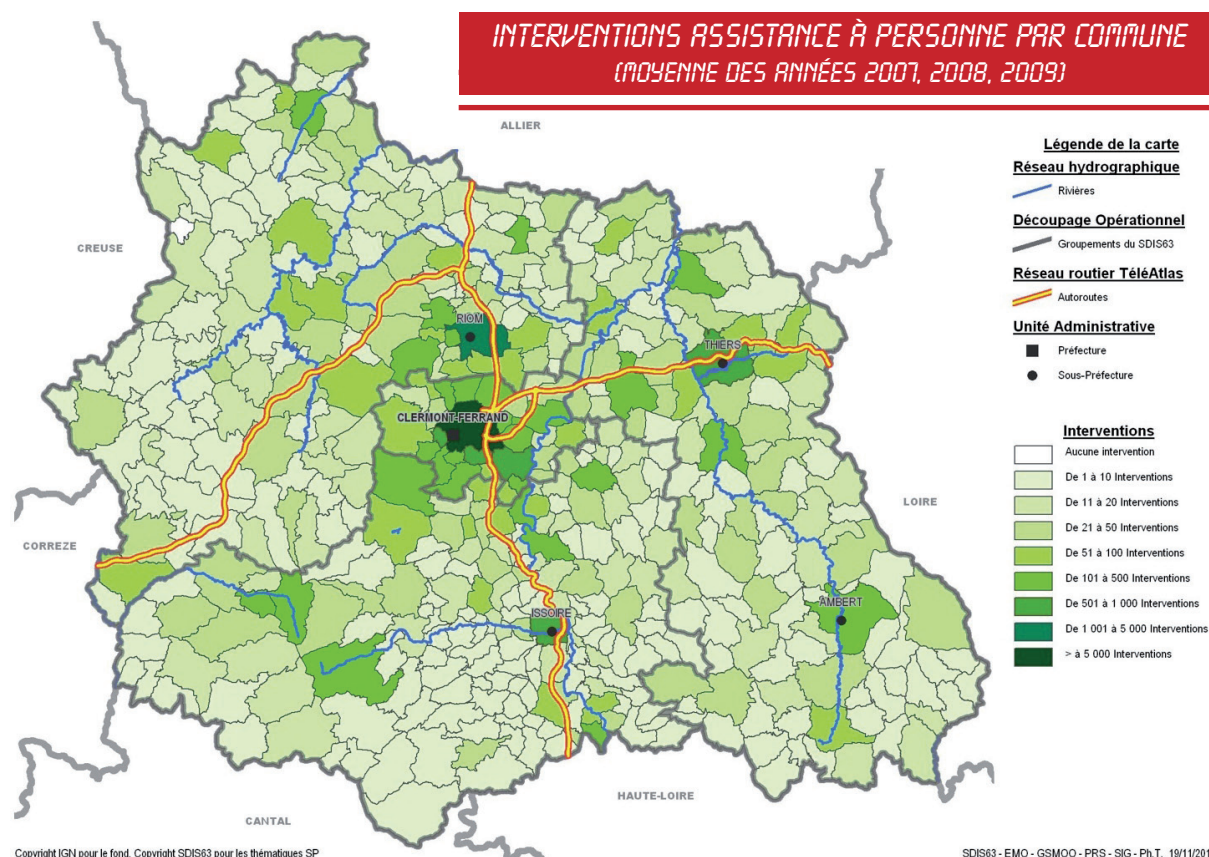 INTERVENTIONS ASSISTANCE À PERSONNE PAR COMMUNE
(MOYENNE DES ANNÉES 2007, 2008, 2009)
ALLIER
CREUSE
RIOM
THIERS
CLERMONT-FERRAND
LOIRE
CORREZE
ISSOIRE
AMBERT
HAUTE-LOIRE
CANTAL
Légende de la carte
Réseau hydrographique
Rivières
Découpage Opérationnel
Groupements du SDIS63
Réseau routier TéléAtlas
Autoroutes
Unité Administrative
Préfecture
Sous-Préfecture
Interventions
Aucune intervention
De 1 à 10 Interventions
De 11 à 20 Interventions
De 21 à 50 Interventions
De 51 à 100 Interventions
De 101 à 500 Interventions
De 501 à 1 000 Interventions
De 1 001 à 5 000 Interventions
> à 5 000 Interventions
Copyright IGN pour le fond. Copyright SDIS63 pour les thématiques SP
SDIS63 - EMO - GSMOO - PRS - SIG - Ph.T. 19/11/201